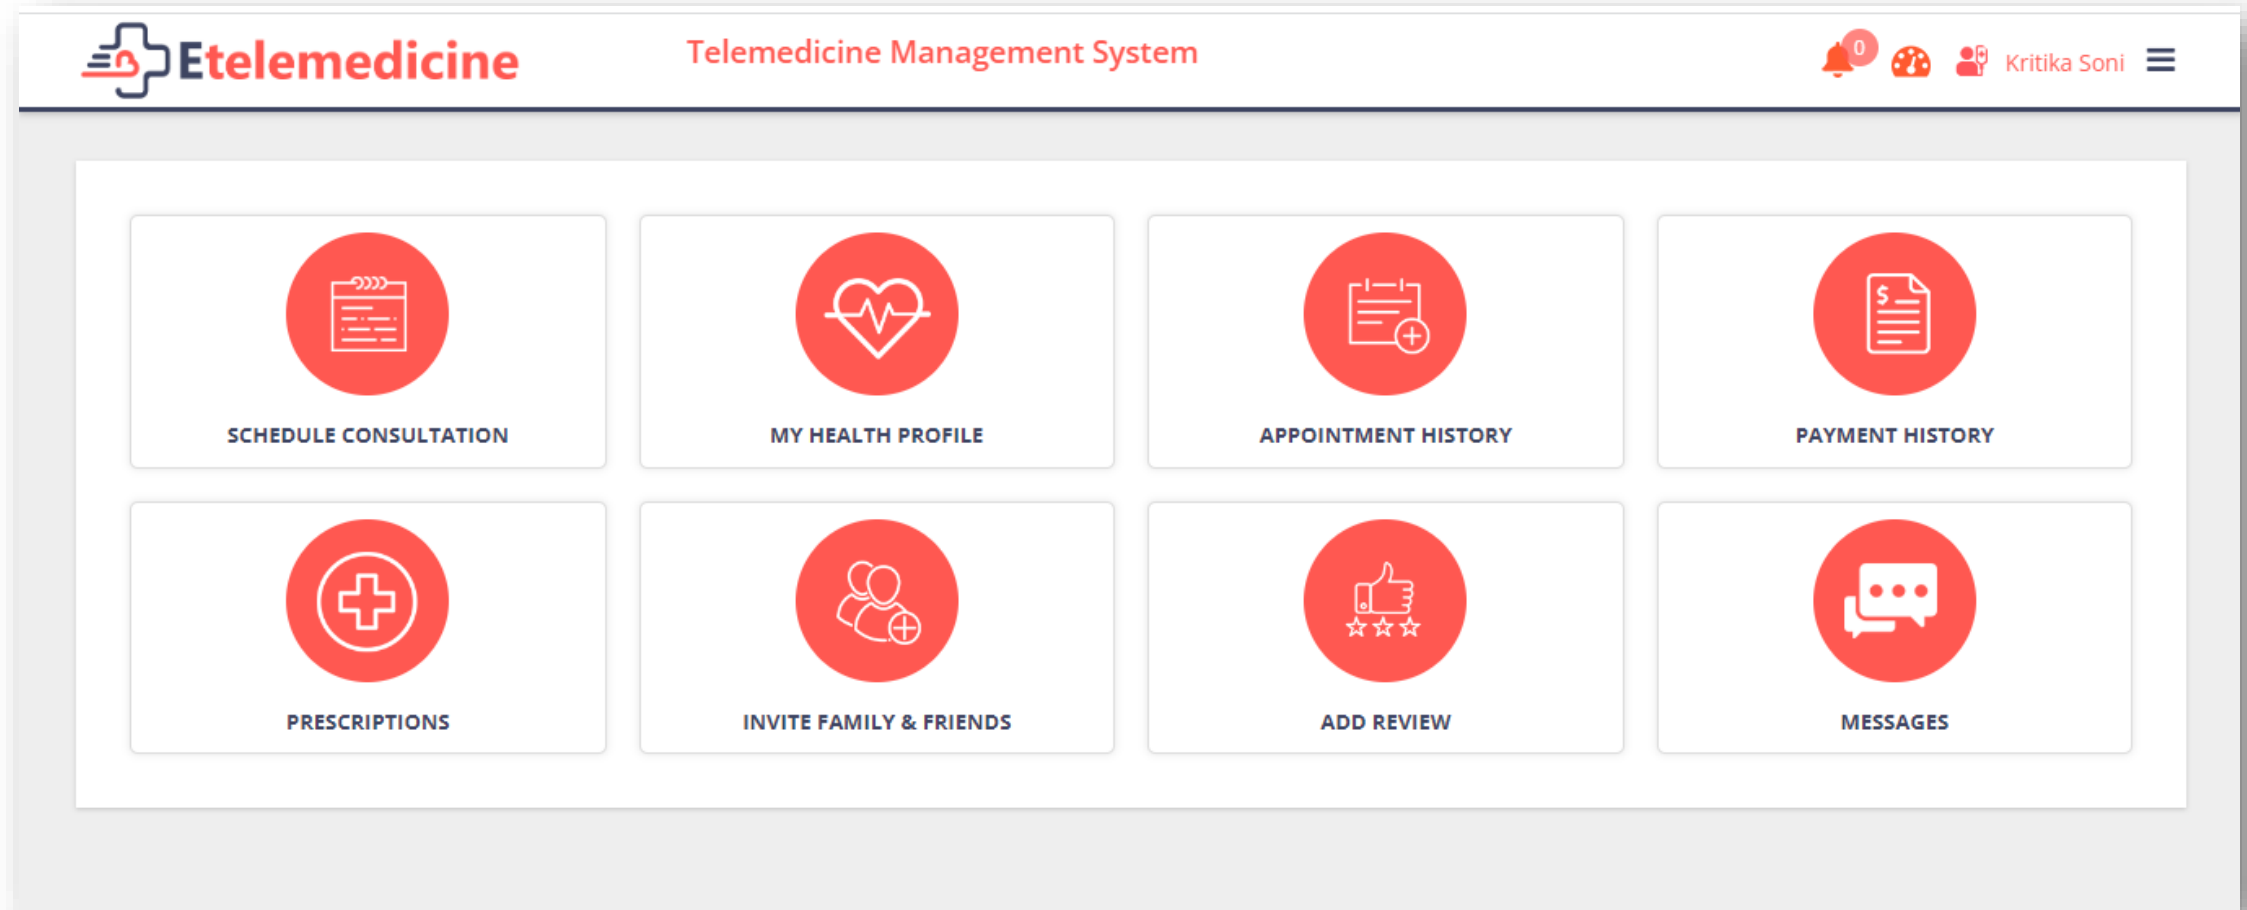 Etelemedicine
Telemedicine Management System
0
Kritika Soni
SCHEDULE CONSULTATION
MY HEALTH PROFILE
APPOINTMENT HISTORY
$
PAYMENT HISTORY
PRESCRIPTIONS
INVITE FAMILY & FRIENDS
ADD REVIEW
MESSAGES